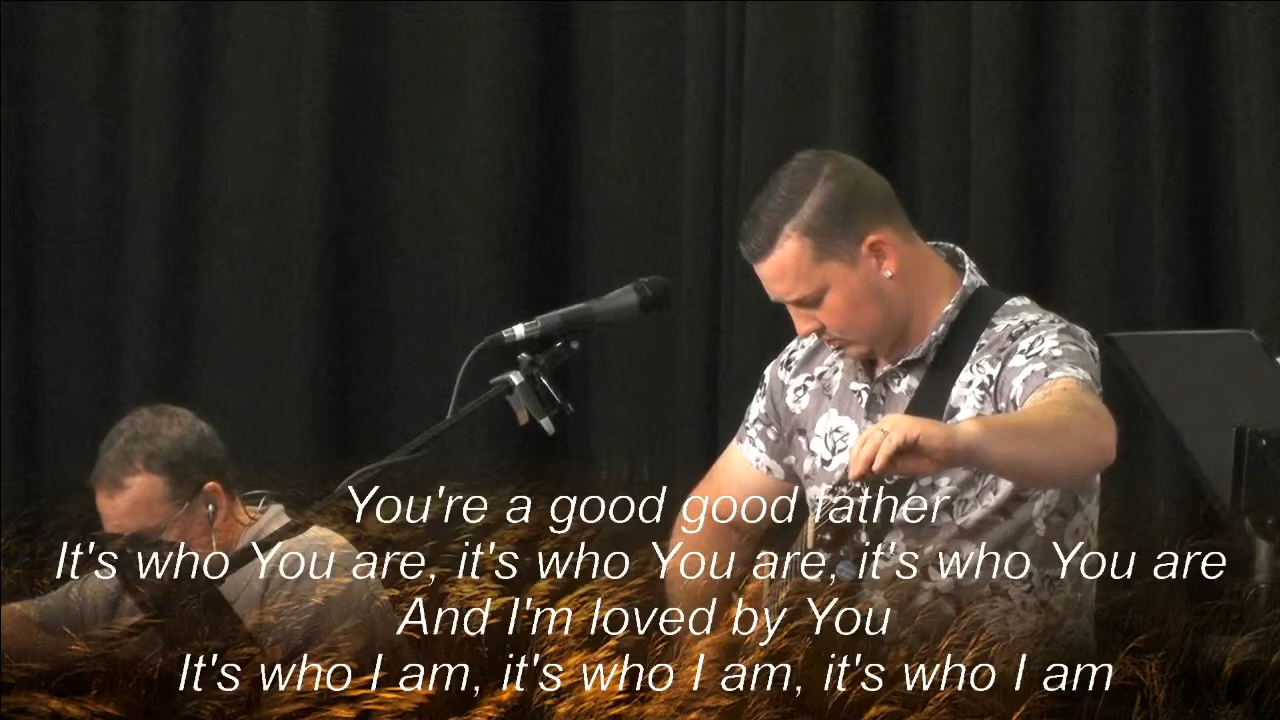 You're a good good father
It's who You are, it's who You are, it's who You are
And I'm loved by You
It's who I am, it's who I am, it's who I am